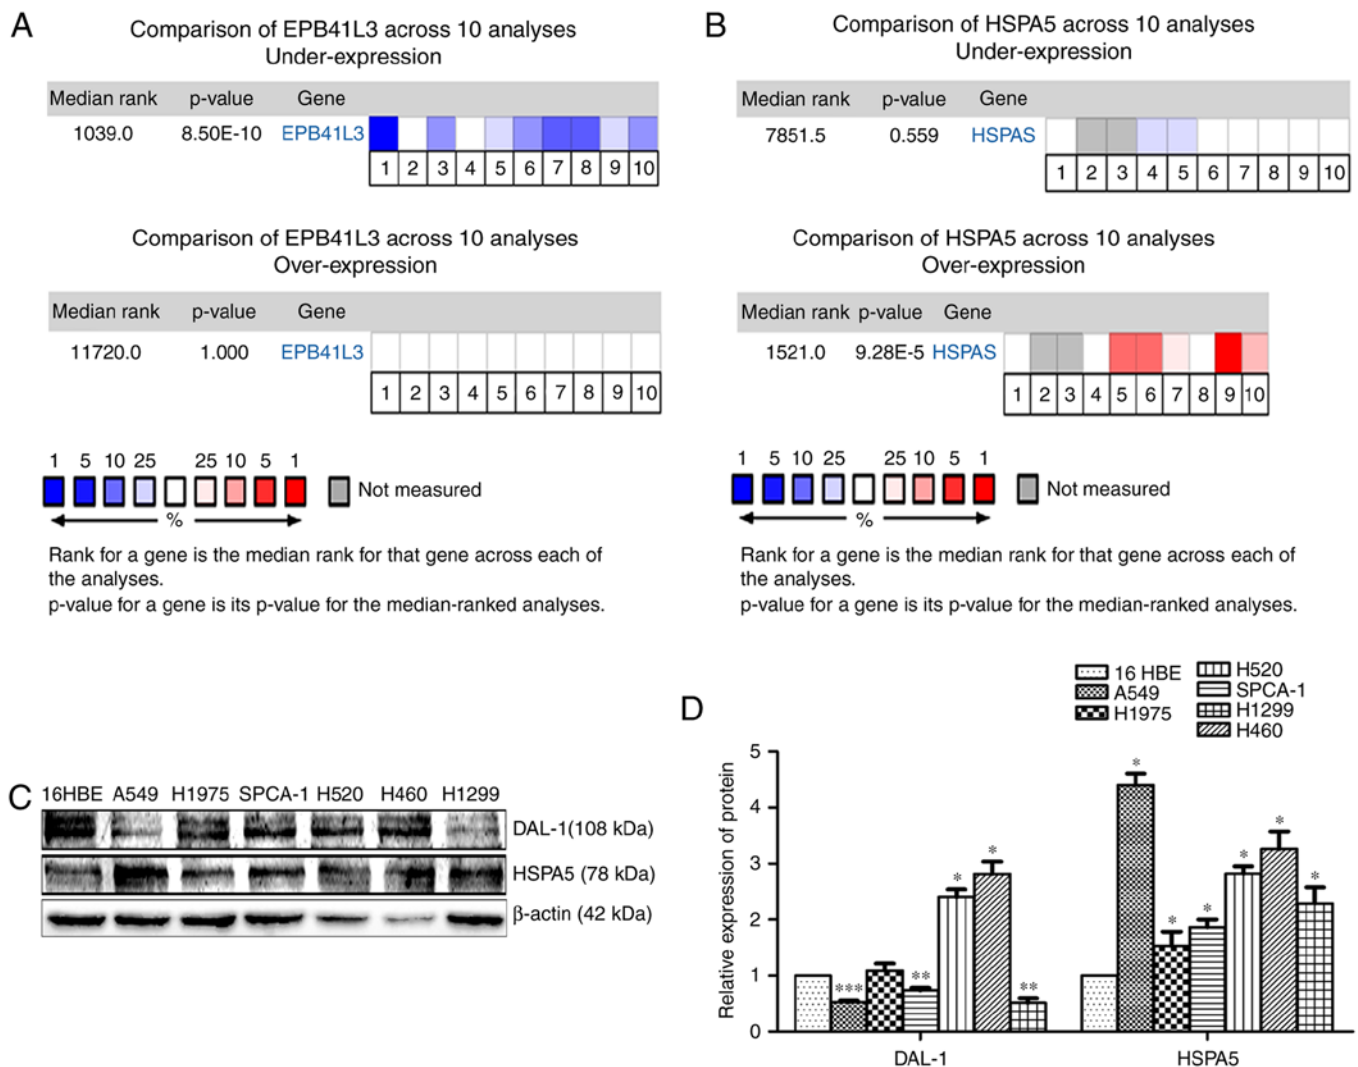 A
Comparison of EPB41L3 across 10 analyses
Under-expression
Median rank p-value Gene
1039.0 8.50E-10 EPB41L3
1 2 3 4 5 6 7 8 9 10
Comparison of EPB41L3 across 10 analyses
Over-expression
Median rank p-value Gene
11720.0 1.000 EPB41L3
1 2 3 4 5 6 7 8 9 10
1 5 10 25 25 10 5 1
Not measured
%
Rank for a gene is the median rank for that gene across each of
the analyses.
p-value for a gene is its p-value for the median-ranked analyses.
B
Comparison of HSPA5 across 10 analyses
Under-expression
Median rank p-value Gene
7851.5 0.559 HSPAS
1 2 3 4 5 6 7 8 9 10
Comparison of HSPA5 across 10 analyses
Over-expression
Median rank p-value Gene
1521.0 9.28E-5 HSPAS
1 2 3 4 5 6 7 8 9 10
1 5 10 25 25 10 5 1
Not measured
%
Rank for a gene is the median rank for that gene across each of
the analyses.
p-value for a gene is its p-value for the median-ranked analyses.
C
16HBE A549 H1975 SPCA-1 H520 H460 H1299
DAL-1(108 kDa)
HSPA5 (78 kDa)
β-actin (42 kDa)
D
16 HBE
A549
H1975
H520
SPCA-1
H1299
H460
Relative expression of protein
5
4
3
2
1
0
*** ** * * **
* * * * * *
DAL-1 HSPA5